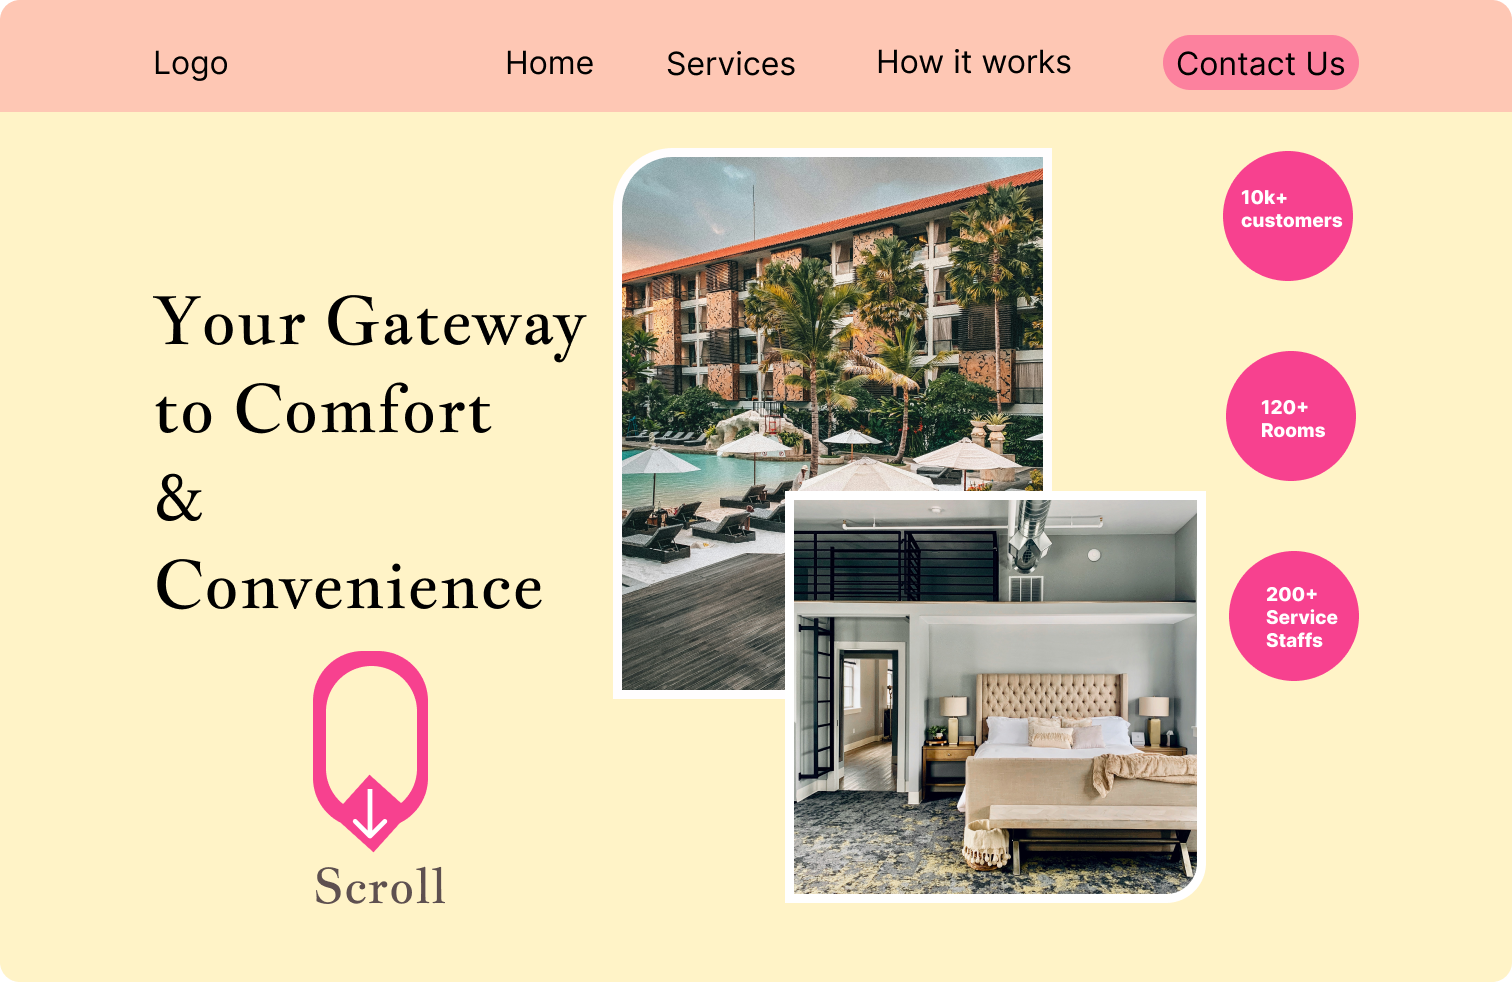 Logo
Home
Services
How it works
Contact Us
Your Gateway
to Comfort
&
Convenience
Scroll
10k+
customers
120+
Rooms
200+
Service
Staffs